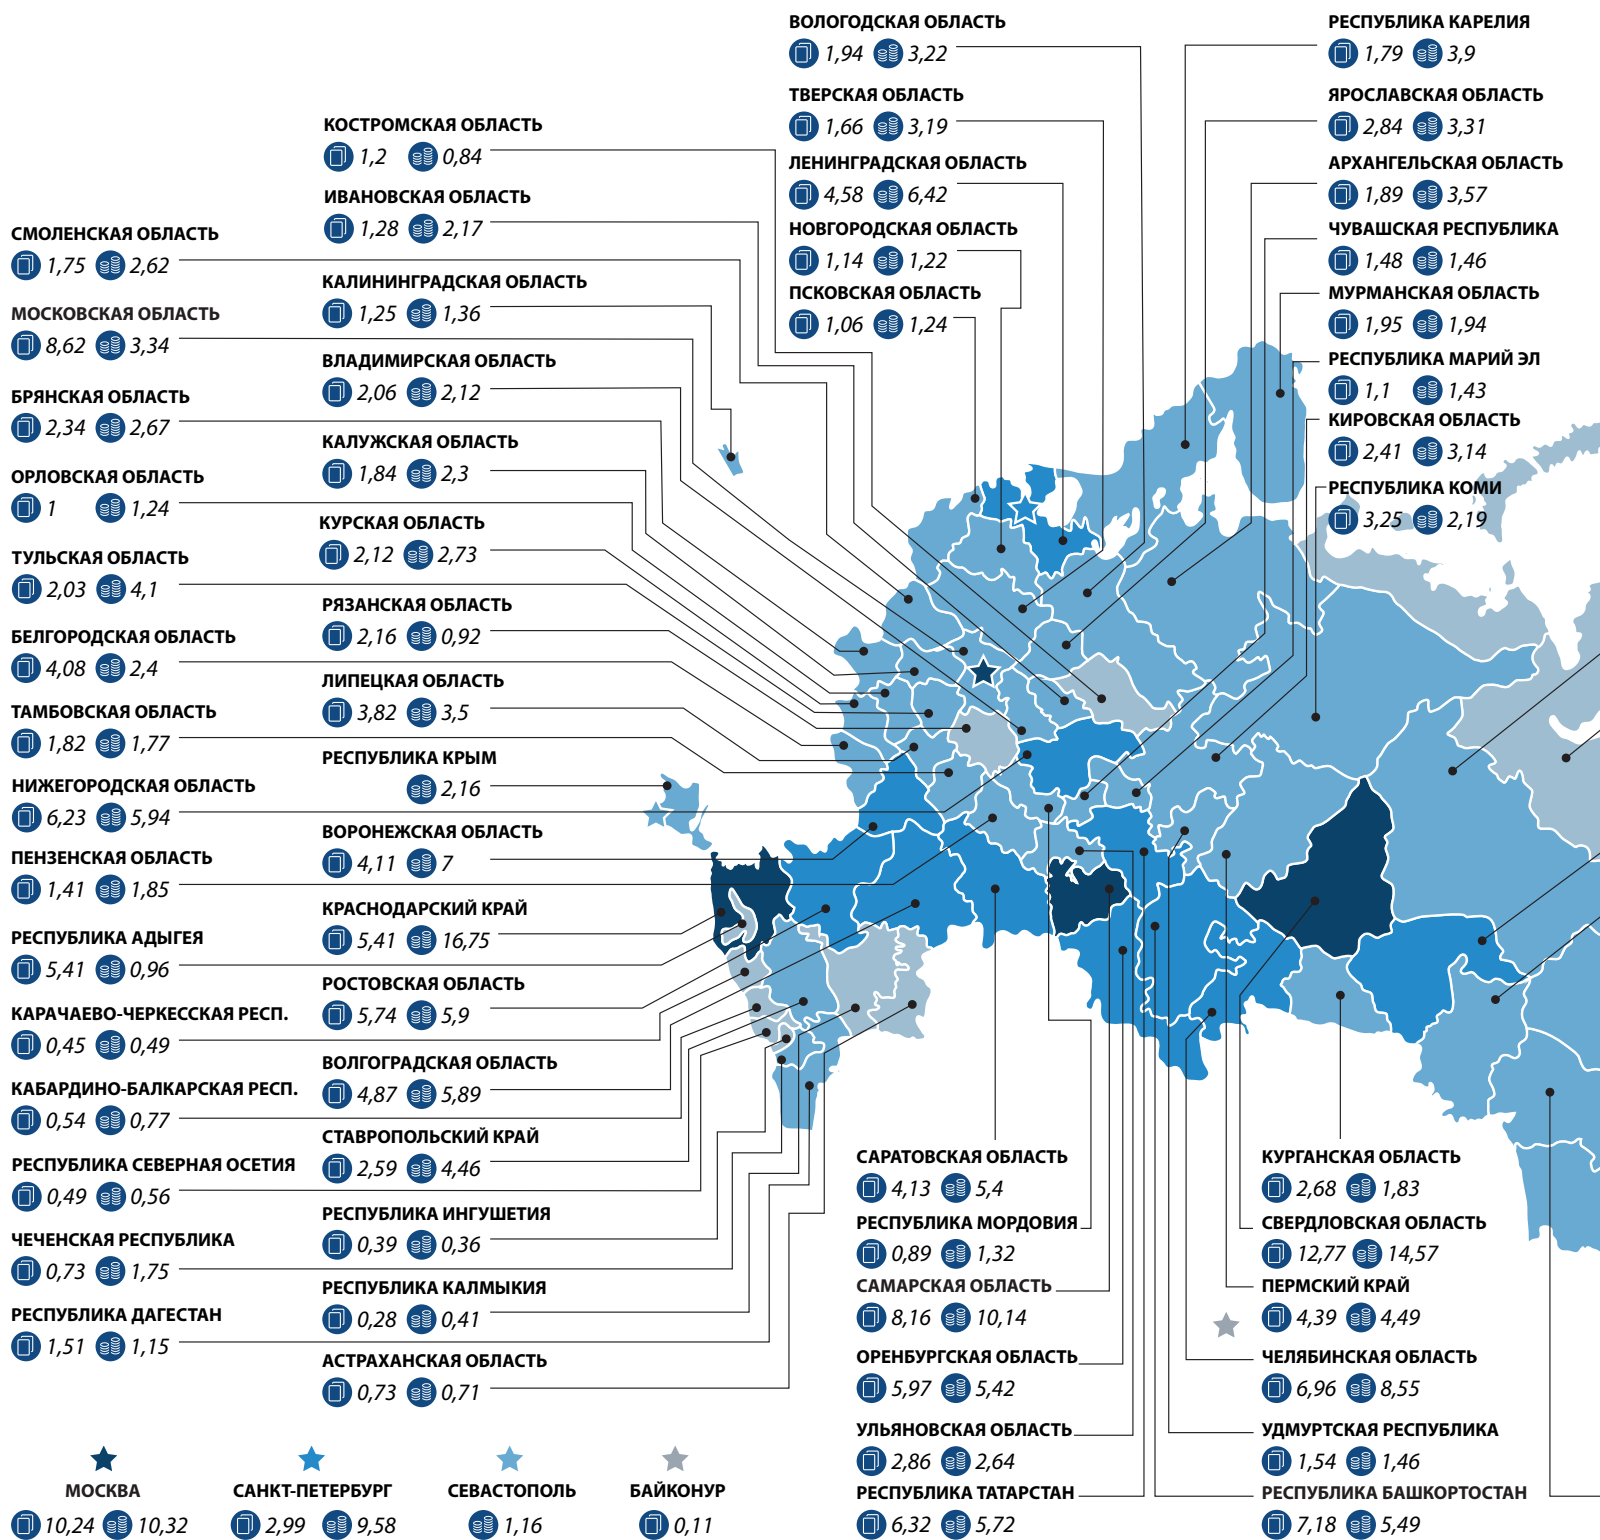 СМОЛЕНСКАЯ ОБЛАСТЬ
1,75 2,62
МОСКОВСКАЯ ОБЛАСТЬ
8,62 3,34
БРЯНСКАЯ ОБЛАСТЬ
2,34 2,67
ОРЛОВСКАЯ ОБЛАСТЬ
1 1,24
ТУЛЬСКАЯ ОБЛАСТЬ
2,03 4,1
БЕЛГОРОДСКАЯ ОБЛАСТЬ
4,08 2,4
ТАМБОВСКАЯ ОБЛАСТЬ
1,82 1,77
НИЖЕГОРОДСКАЯ ОБЛАСТЬ
6,23 5,94
ПЕНЗЕНСКАЯ ОБЛАСТЬ
1,41 1,85
РЕСПУБЛИКА АДЫГЕЯ
5,41 0,96
КАРАЧАЕВО-ЧЕРКЕССКАЯ РЕСП.
0,45 0,49
КАБАРДИНО-БАЛКАРСКАЯ РЕСП.
0,54 0,77
РЕСПУБЛИКА СЕВЕРНАЯ ОСЕТИЯ
0,49 0,56
ЧЕЧЕНСКАЯ РЕСПУБЛИКА
0,73 1,75
РЕСПУБЛИКА ДАГЕСТАН
1,51 1,15
КОСТРОМСКАЯ ОБЛАСТЬ
1,2 0,84
ИВАНОВСКАЯ ОБЛАСТЬ
1,28 2,17
КАЛИНИНГРАДСКАЯ ОБЛАСТЬ
1,25 1,36
ВЛАДИМИРСКАЯ ОБЛАСТЬ
2,06 2,12
КАЛУЖСКАЯ ОБЛАСТЬ
1,84 2,3
КУРСКАЯ ОБЛАСТЬ
2,12 2,73
РЯЗАНСКАЯ ОБЛАСТЬ
2,16 0,92
ЛИПЕЦКАЯ ОБЛАСТЬ
3,82 3,5
РЕСПУБЛИКА КРЫМ
2,16
ВОРОНЕЖСКАЯ ОБЛАСТЬ
4,11 7
КРАСНОДАРСКИЙ КРАЙ
5,41 16,75
РОСТОВСКАЯ ОБЛАСТЬ
5,74 5,9
ВОЛГОГРАДСКАЯ ОБЛАСТЬ
4,87 5,89
СТАВРОПОЛЬСКИЙ КРАЙ
2,59 4,46
РЕСПУБЛИКА ИНГУШЕТИЯ
0,39 0,36
РЕСПУБЛИКА КАЛМЫКИЯ
0,28 0,41
АСТРАХАНСКАЯ ОБЛАСТЬ
0,73 0,71
ВОЛОГОДСКАЯ ОБЛАСТЬ
1,94 3,22
ТВЕРСКАЯ ОБЛАСТЬ
1,66 3,19
ЛЕНИНГРАДСКАЯ ОБЛАСТЬ
4,58 6,42
НОВГОРОДСКАЯ ОБЛАСТЬ
1,14 1,22
ПСКОВСКАЯ ОБЛАСТЬ
1,06 1,24
РЕСПУБЛИКА КАРЕЛИЯ
1,79 3,9
ЯРОСЛАВСКАЯ ОБЛАСТЬ
2,84 3,31
АРХАНГЕЛЬСКАЯ ОБЛАСТЬ
1,89 3,57
ЧУВАШСКАЯ РЕСПУБЛИКА
1,48 1,46
МУРМАНСКАЯ ОБЛАСТЬ
1,95 1,94
РЕСПУБЛИКА МАРИЙ ЭЛ
1,1 1,43
КИРОВСКАЯ ОБЛАСТЬ
2,41 3,14
РЕСПУБЛИКА КОМИ
3,25 2,19
САРАТОВСКАЯ ОБЛАСТЬ
4,13 5,4
РЕСПУБЛИКА МОРДОВИЯ
0,89 1,32
САМАРСКАЯ ОБЛАСТЬ
8,16 10,14
ОРЕНБУРГСКАЯ ОБЛАСТЬ
5,97 5,42
УЛЬЯНОВСКАЯ ОБЛАСТЬ
2,86 2,64
РЕСПУБЛИКА ТАТАРСТАН
6,32 5,72
КУРГАНСКАЯ ОБЛАСТЬ
2,68 1,83
СВЕРДЛОВСКАЯ ОБЛАСТЬ
12,77 14,57
ПЕРМСКИЙ КРАЙ
4,39 4,49
ЧЕЛЯБИНСКАЯ ОБЛАСТЬ
6,96 8,55
УДМУРТСКАЯ РЕСПУБЛИКА
1,54 1,46
РЕСПУБЛИКА БАШКОРТОСТАН
7,18 5,49
МОСКВА
10,24 10,32
САНКТ-ПЕТЕРБУРГ
2,99 9,58
СЕВАСТОПОЛЬ
1,16
БАЙКОНУР
0,11